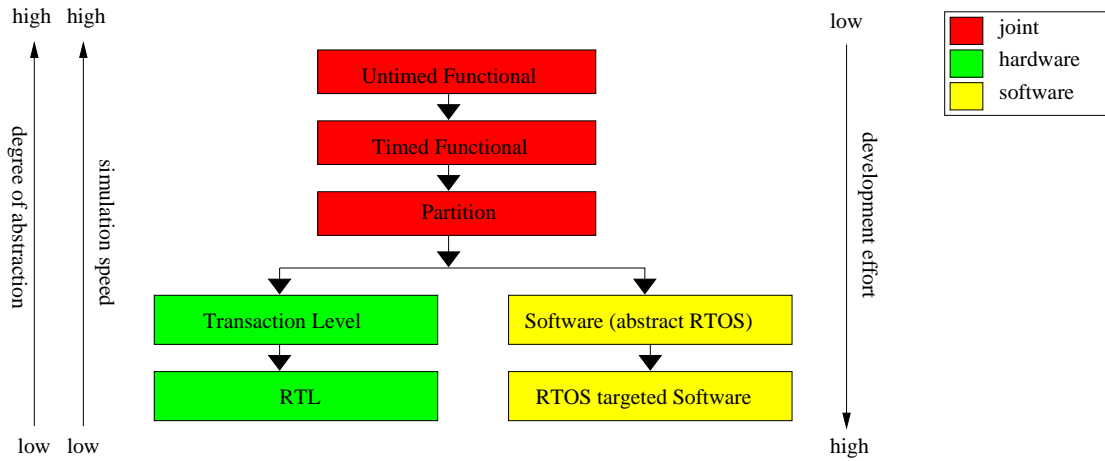 high high
low
joint
hardware
software
Untimed Functional
Timed Functional
Partition
degree of abstraction
simulation speed
development effort
Transaction Level
Software (abstract RTOS)
RTL
RTOS targeted Software
low low
high